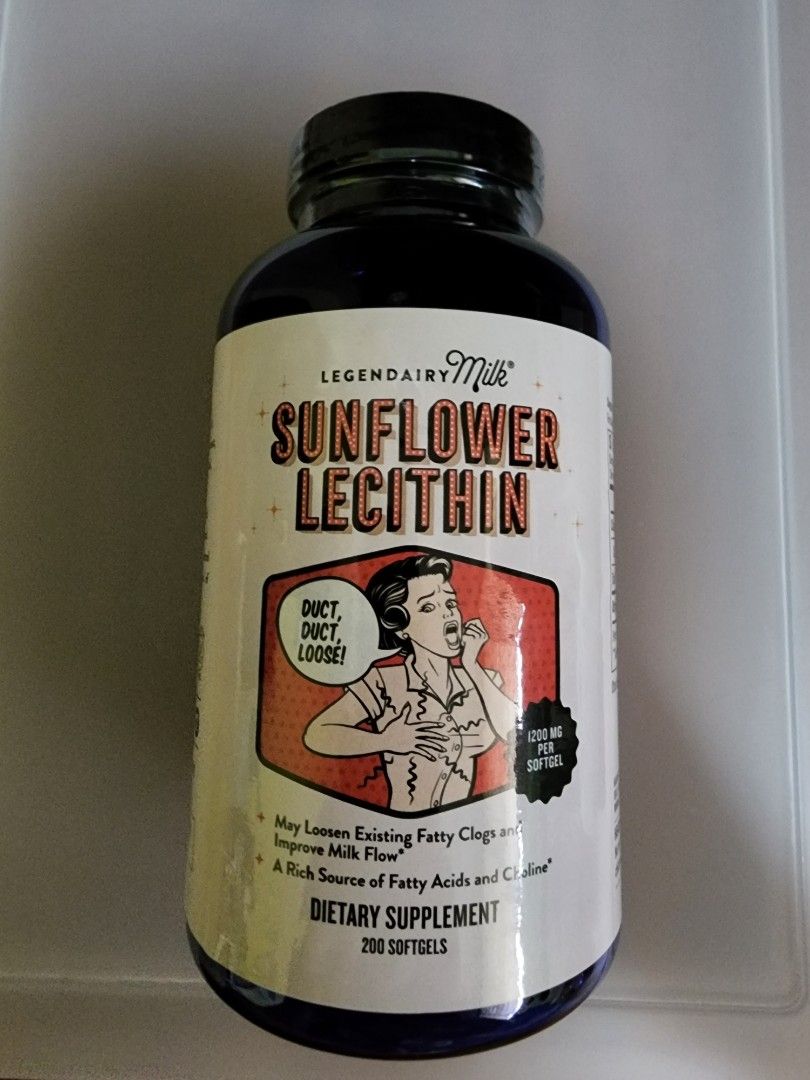 LEGENDAIRY Milk®
SUNFLOWER
LECITHIN
DUCT,
DUCT,
LOOSE!
1200 MG
PER
SOFTGEL
May Loosen Existing Fatty Clogs and
Improve Milk Flow*
A Rich Source of Fatty Acids and Choline*
DIETARY SUPPLEMENT
200 SOFTGELS